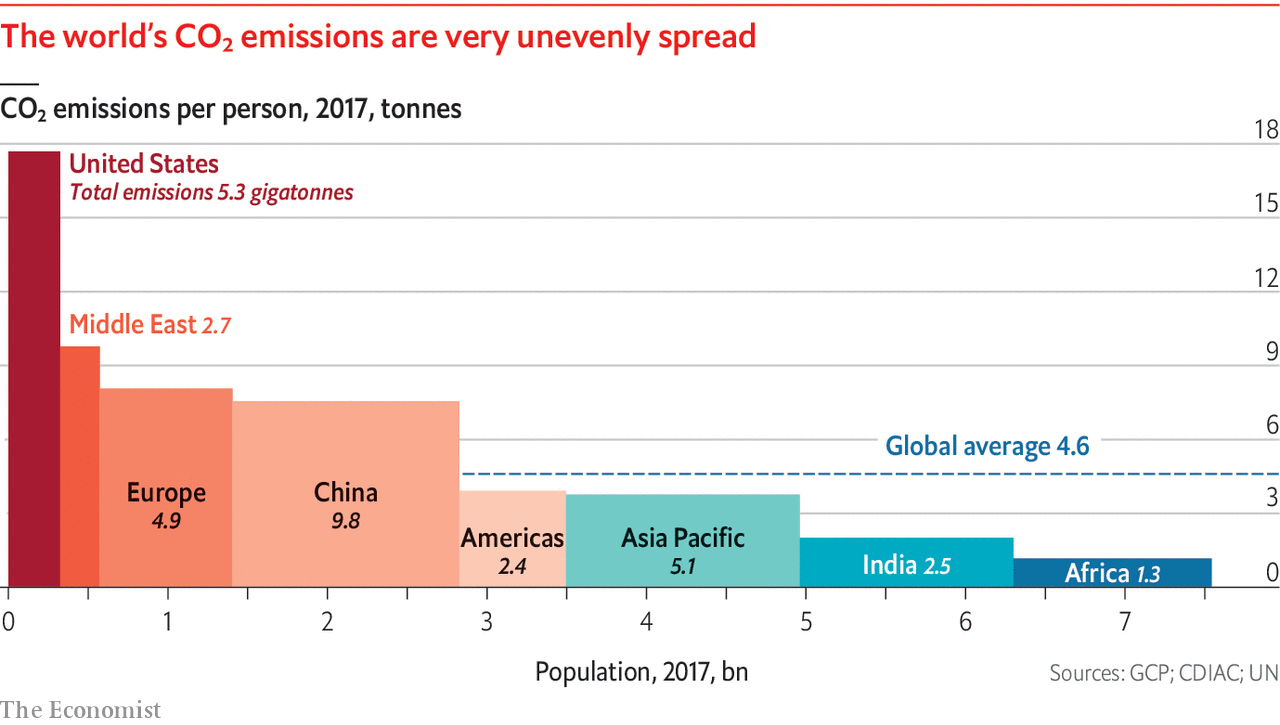 The world's CO₂ emissions are very unevenly spread
CO₂ emissions per person, 2017, tonnes
18
United States
Total emissions 5.3 gigatonnes
15
12
Middle East 2.7
9
6
Global average 4.6
Europe
4.9
China
9.8
3
Americas
2.4
Asia Pacific
5.1
India 2.5
Africa 1.3
0
0 1 2 3 4 5 6 7
Population, 2017, bn
Sources: GCP; CDIAC; UN
The Economist